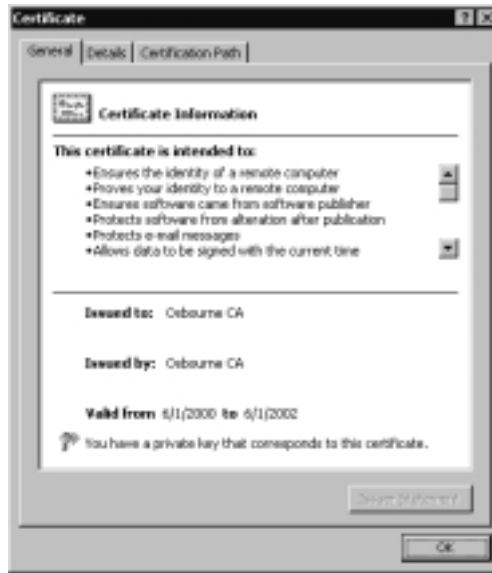 Certificate
General Details Certification Path
Certificate Information
This certificate is intended to:
•Ensures the identity of a remote computer
•Proves your identity to a remote computer
•Ensures software came from software publisher
•Protects software from alteration after publication
•Protects e-mail messages
•Allows data to be signed with the current time
Issued to: Osbourne CA
Issued by: Osbourne CA
Valid from 6/1/2000 to 6/1/2002
You have a private key that corresponds to this certificate.
Issuer Statement
OK